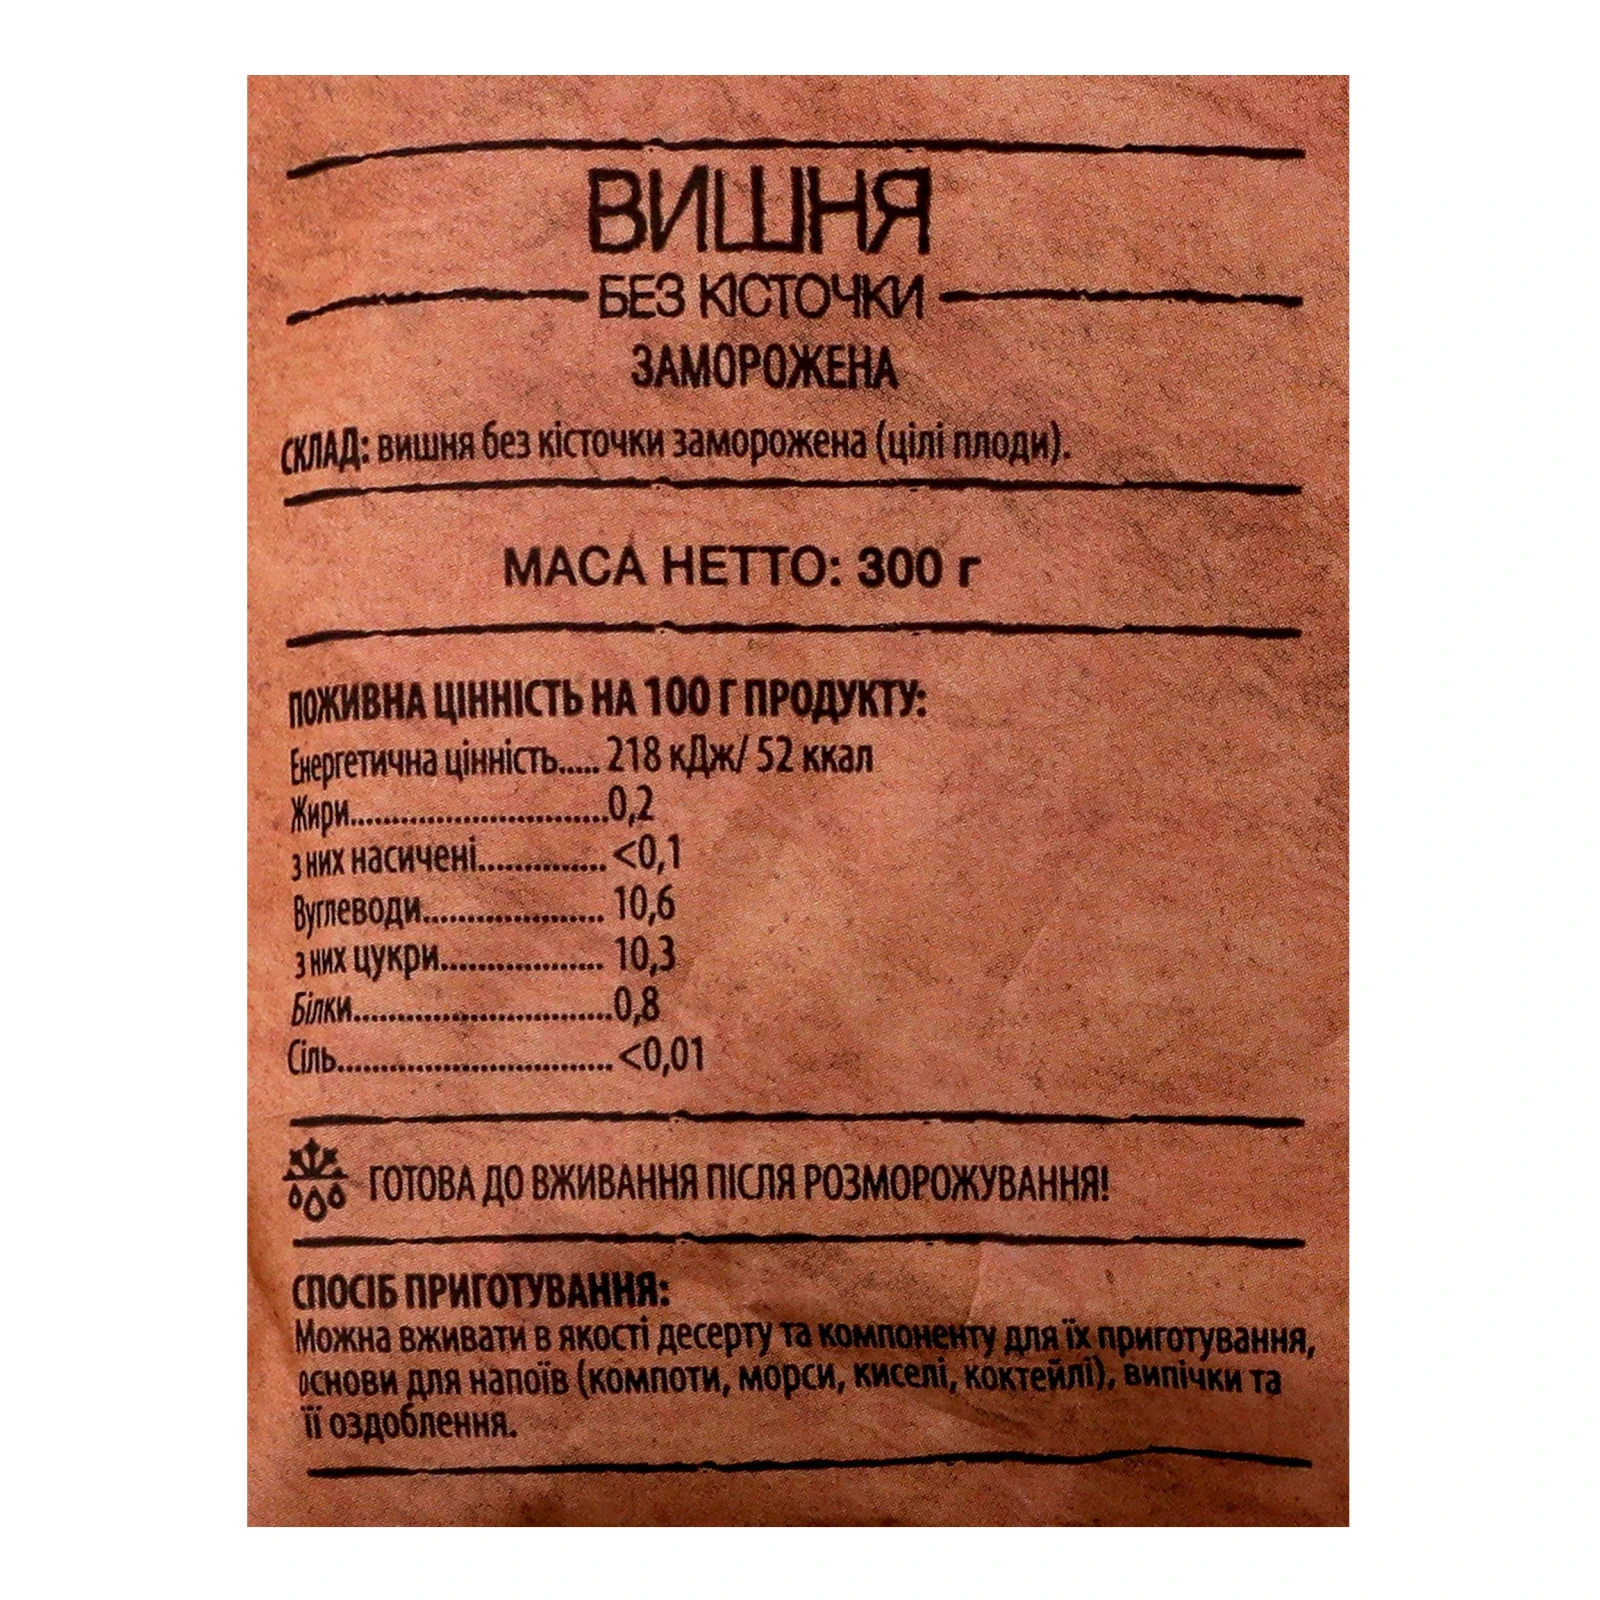 ВИШНЯ
БЕЗ КІСТОЧКИ
ЗАМОРОЖЕНА
СКЛАД: вишня без кісточки заморожена (цілі плоди).
МАСА НЕТТО: 300 г
ПОЖИВНА ЦІННІСТЬ НА 100 Г ПРОДУКТУ:
Енергетична цінність..... 218 кДж/ 52 ккал
Жири..............................0,2
з них насичені............... <0,1
Вуглеводи..................... 10,6
з них цукри................... 10,3
Білки..............................0,8
Сіль................................ <0,01
ГОТОВА ДО ВЖИВАННЯ ПІСЛЯ РОЗМОРОЖУВАННЯ!
СПОСІБ ПРИГОТУВАННЯ:
Можна вживати в якості десерту та компоненту для їх приготування,
основи для напоїв (компоти, морси, киселі, коктейлі), випічки та
її оздоблення.